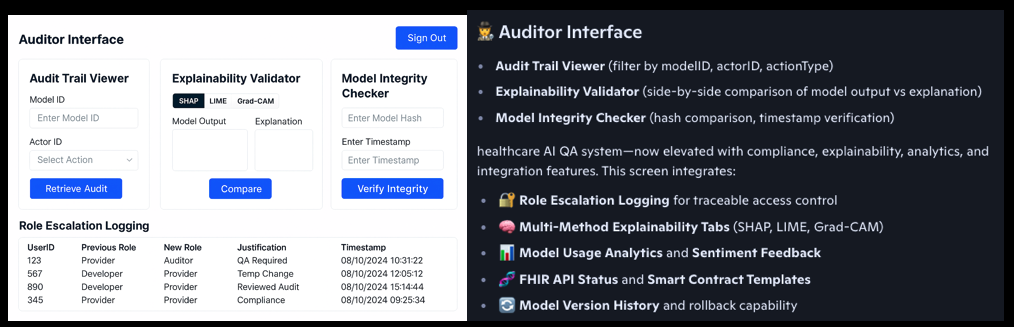 Auditor Interface
Sign Out
Audit Trail Viewer
Model ID
Enter Model ID
Actor ID
Select Action
Retrieve Audit
Explainability Validator
SHAP LIME Grad-CAM
Model Output Explanation
Compare
Model Integrity
Checker
Enter Model Hash
Enter Timestamp
Enter Timestamp
Verify Integrity
Role Escalation Logging
UserID Previous Role New Role Justification Timestamp
123 Provider Auditor QA Required 08/10/2024 10:31:22
567 Developer Provider Temp Change 08/10/2024 12:05:12
890 Developer Provider Reviewed Audit 08/10/2024 15:14:44
345 Provider Provider Compliance 08/10/2024 09:25:34
Auditor Interface
• Audit Trail Viewer (filter by modelID, actorID, actionType)
• Explainability Validator (side-by-side comparison of model output vs explanation)
• Model Integrity Checker (hash comparison, timestamp verification)
healthcare AI QA system—now elevated with compliance, explainability, analytics, and
integration features. This screen integrates:
• 🔐 Role Escalation Logging for traceable access control
• 🧠 Multi-Method Explainability Tabs (SHAP, LIME, Grad-CAM)
• 📊 Model Usage Analytics and Sentiment Feedback
• 🧬 FHIR API Status and Smart Contract Templates
• 🔄 Model Version History and rollback capability